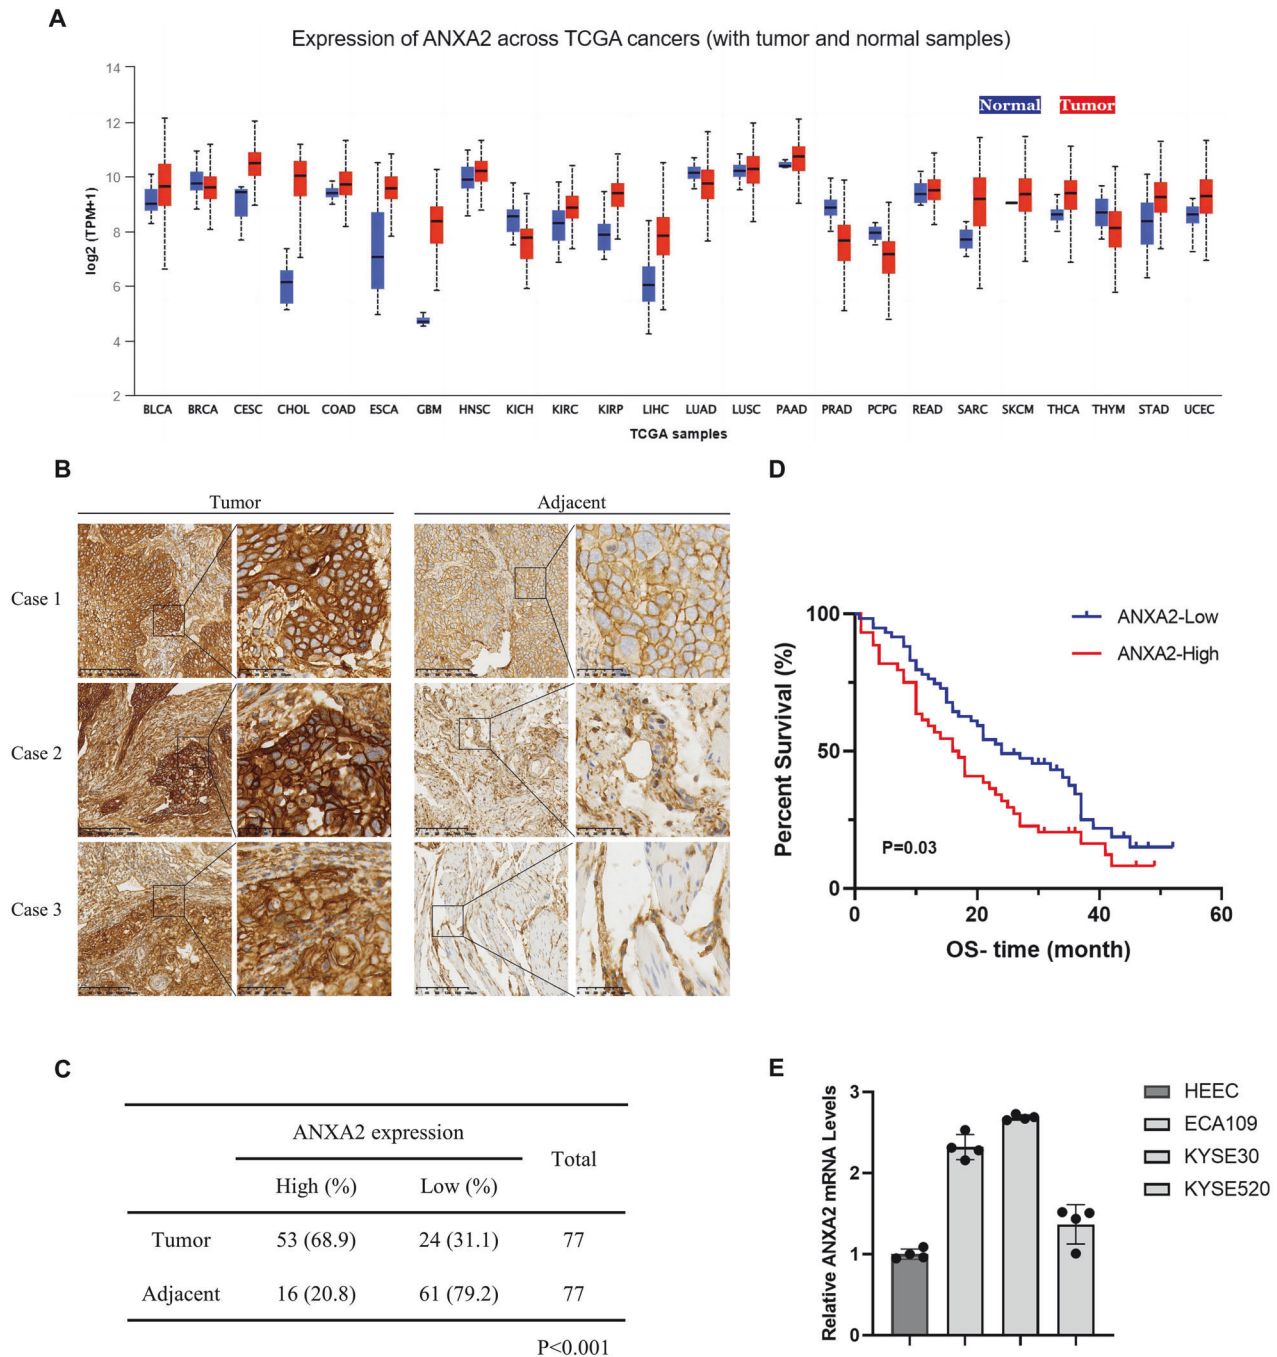 A
Expression of ANXA2 across TCGA cancers (with tumor and normal samples)
Normal Tumor
log2 (TPM+1)
14
12
10
8
6
4
2
BLCA BRCA CESC CHOL COAD ESCA GBM HNSC KICH KIRC KIRP LIHC LUAD LUSC PAAD PRAD PCPG READ SARC SKCM THCA THYM STAD UCEC
TCGA samples
B
Tumor Adjacent
Case 1
Case 2
Case 3
C
ANXA2 expression
Total
High (%) Low (%)
Tumor 53 (68.9) 24 (31.1) 77
Adjacent 16 (20.8) 61 (79.2) 77
P<0.001
D
Percent Survival (%)
100
50
0
ANXA2-Low
ANXA2-High
P=0.03
0 20 40 60
OS- time (month)
E
Relative ANXA2 mRNA Levels
3
2
1
0
HEEC
ECA109
KYSE30
KYSE520